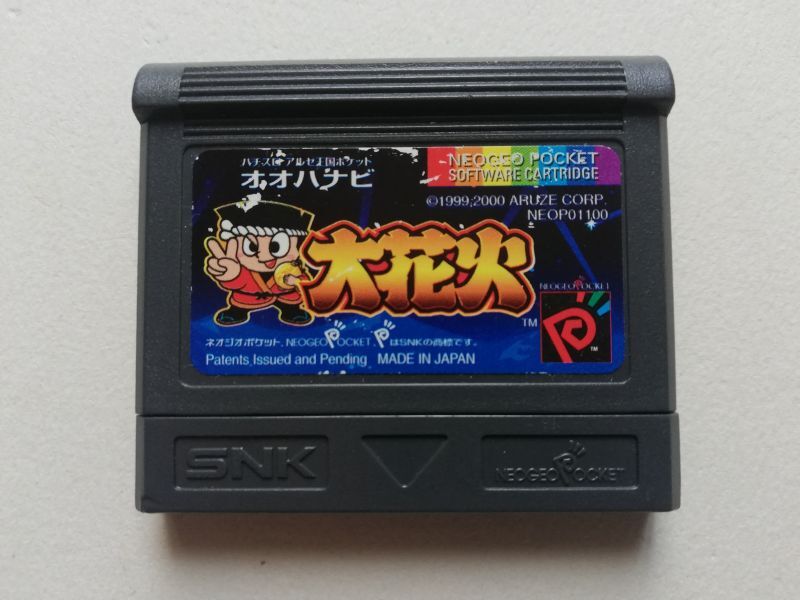 パチスロ アルゼ王国ポケット
オオハナビ
NEOGEO POCKET
SOFTWARE CARTRIDGE
©1999,2000 ARUZE CORP.
NEOP01100
大花火
TM
NEOGEO POCKET
TM
ネオジオポケット, NEOGEO POCKET, PはSNKの商標です。
Patents Issued and Pending MADE IN JAPAN
SNK
NEOGEO POCKET